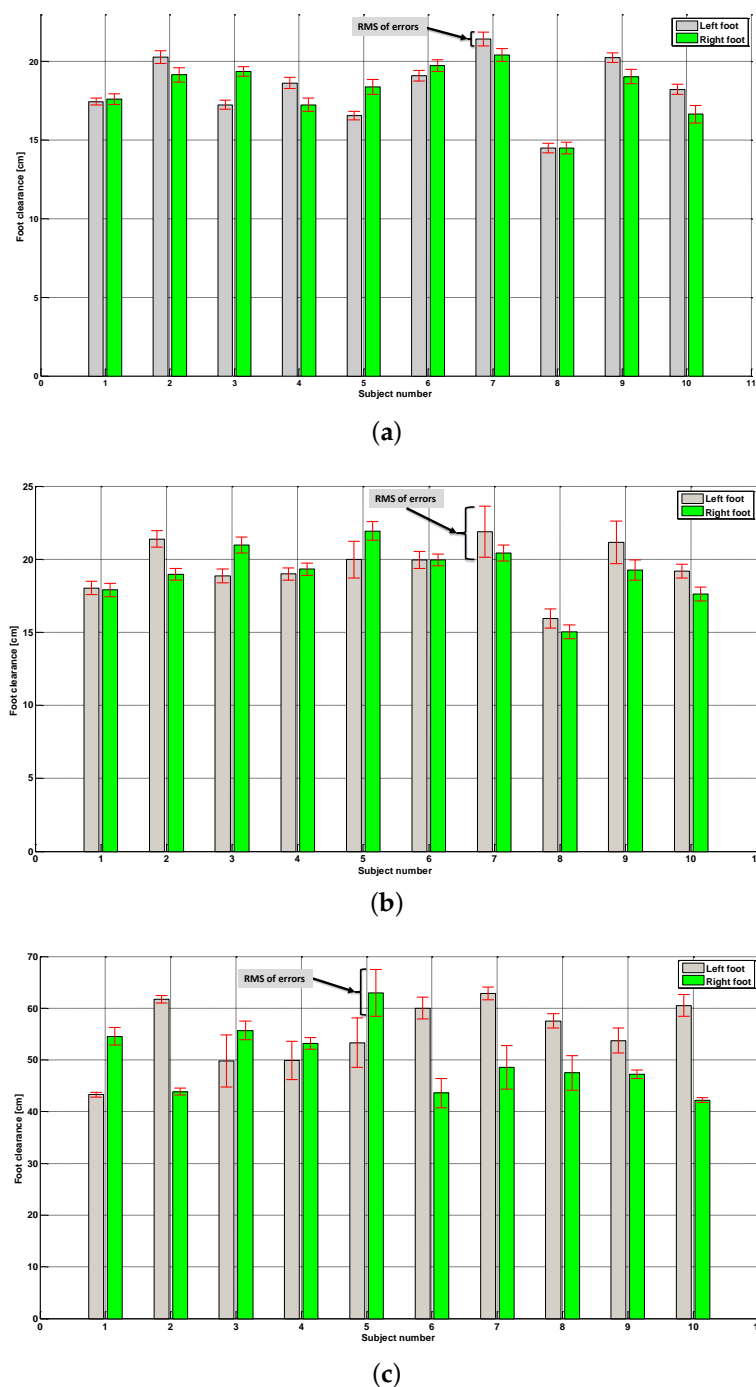 RMS of errors
Left foot
Right foot
20
15
10
5
0
Foot clearance [cm]
0 1 2 3 4 5 6 7 8 9 10 11
Subject number
(a)
25
20
15
10
5
0
Foot clearance [cm]
RMS of errors
Left foot
Right foot
0 1 2 3 4 5 6 7 8 9 10 1
Subject number
(b)
70
60
50
40
30
20
10
0
Foot clearance [cm]
RMS of errors
Left foot
Right foot
0 1 2 3 4 5 6 7 8 9 10 1
Subject number
(c)